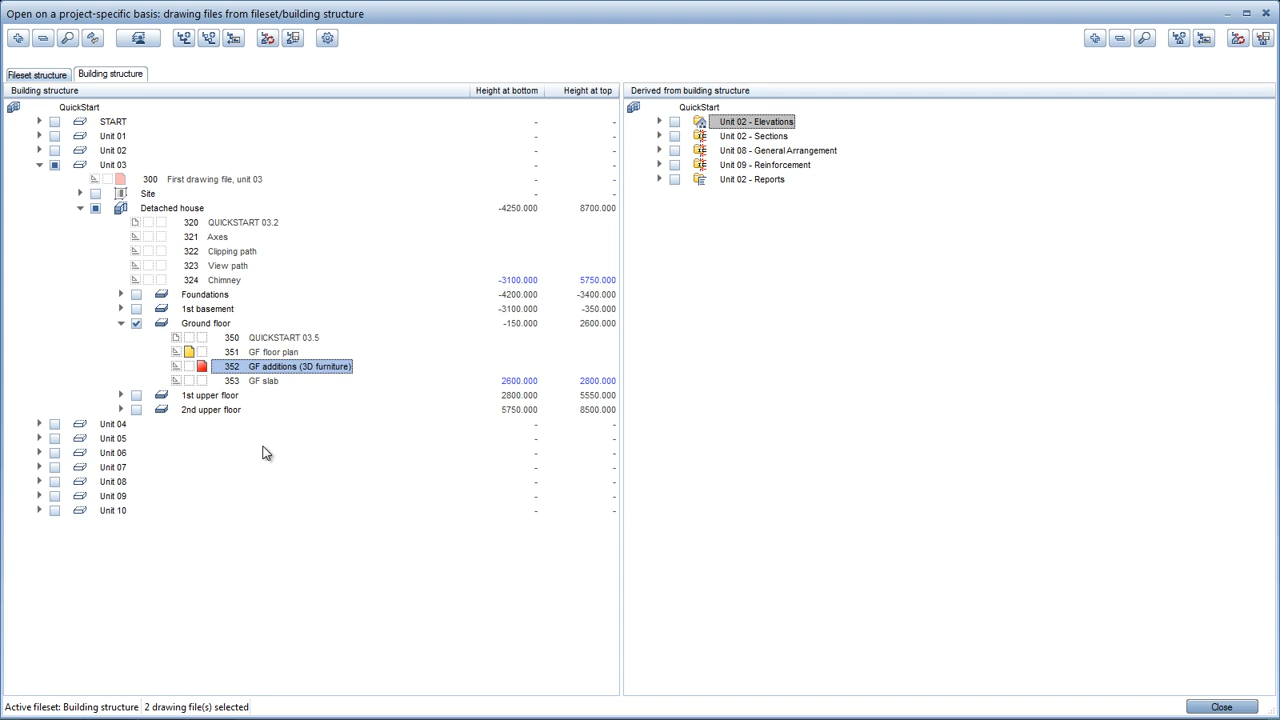 Open on a project-specific basis: drawing files from fileset/building structure
Fileset structure
Building structure
Building structure Height at bottom Height at top
QuickStart
START - -
Unit 01 - -
Unit 02 - -
Unit 03 - -
300 First drawing file, unit 03 - -
Site - -
Detached house -4250.000 8700.000
320 QUICKSTART 03.2
321 Axes
322 Clipping path
323 View path
324 Chimney -3100.000 5750.000
Foundations -4200.000 -3400.000
1st basement -3100.000 -350.000
Ground floor -150.000 2600.000
350 QUICKSTART 03.5
351 GF floor plan
352 GF additions (3D furniture)
353 GF slab 2600.000 2800.000
1st upper floor 2800.000 5550.000
2nd upper floor 5750.000 8500.000
Unit 04 - -
Unit 05 - -
Unit 06 - -
Unit 07 - -
Unit 08 - -
Unit 09 - -
Unit 10 - -
Derived from building structure
QuickStart
Unit 02 - Elevations
Unit 02 - Sections
Unit 08 - General Arrangement
Unit 09 - Reinforcement
Unit 02 - Reports
Active fileset: Building structure 2 drawing file(s) selected
Close